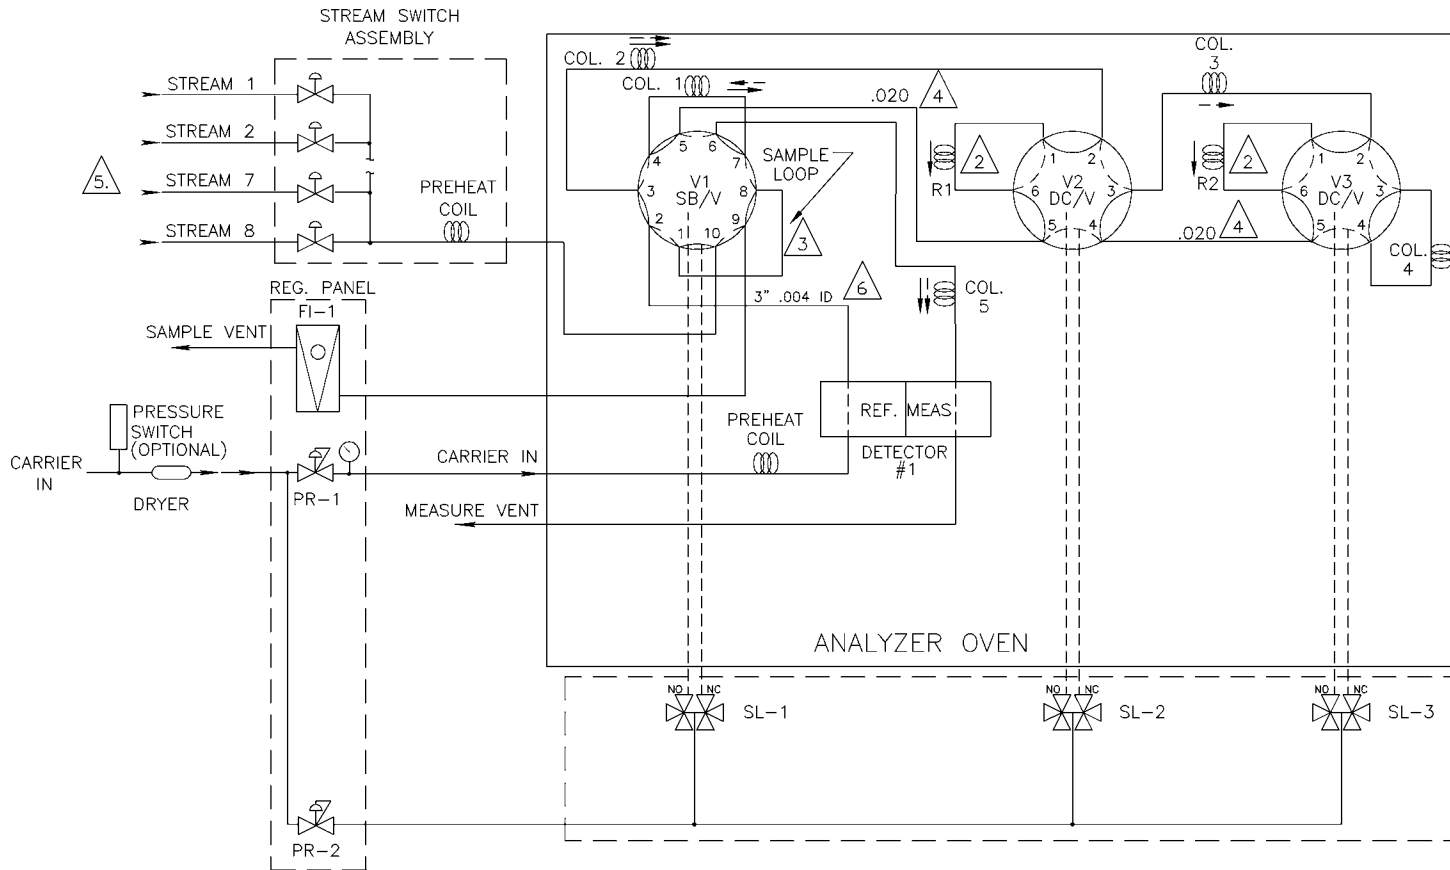 STREAM SWITCH
ASSEMBLY
STREAM 1
STREAM 2
5.
STREAM 7
STREAM 8
PREHEAT
COIL
COL. 2
COL. 1
.020
4
COL.
3
4
5
6
7
3
V1
SB/V
8
2
1
10
9
SAMPLE
LOOP
3
R1
2
1
2
6
V2
DC/V
3
5
4
R2
2
1
2
6
V3
DC/V
3
5
4
.020
4
COL.
4
REG. PANEL
FI-1
3" .004 ID
6
COL.
5
SAMPLE VENT
PRESSURE
SWITCH
(OPTIONAL)
CARRIER
IN
DRYER
PR-1
CARRIER IN
PREHEAT
COIL
REF.
MEAS
DETECTOR
#1
MEASURE VENT
ANALYZER OVEN
NO
NC
SL-1
NO
NC
SL-2
NO
NC
SL-3
PR-2